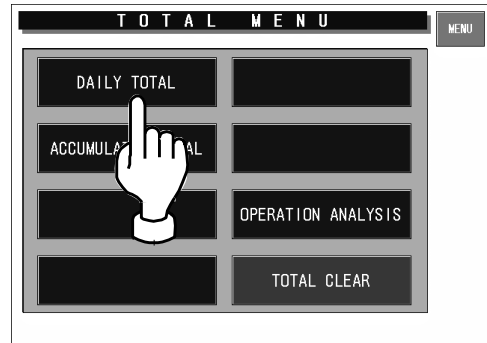 TOTAL MENU
MENU
DAILY TOTAL
OPERATION ANALYSIS
TOTAL CLEAR